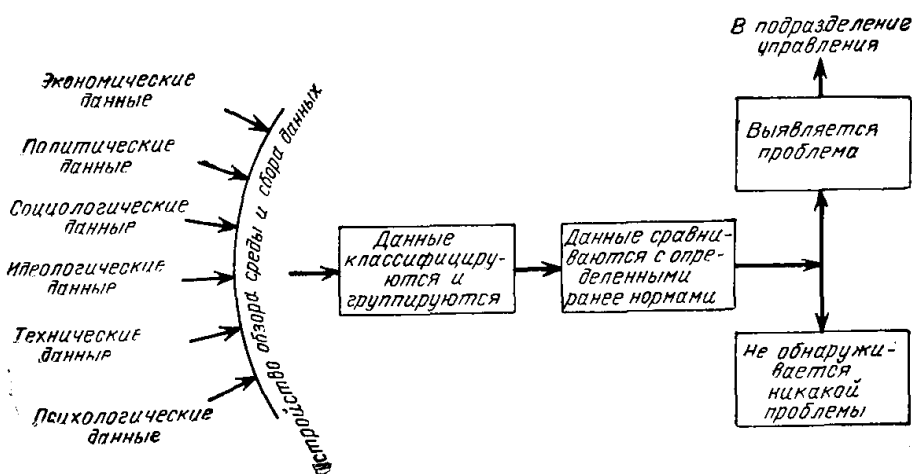 В подразделение
управления
Экономические
данные
Политические
данные
Социологические
данные
Идеологические
данные
Технические
данные
Психологические
данные
Устройство обзора среды и сбора данных
Данные
классифициру-
ются и
группируются
Данные сравни-
ваются с опре-
деленными
ранее нормами
Выявляется
проблема
Не обнаружи-
вается
никакой
проблемы